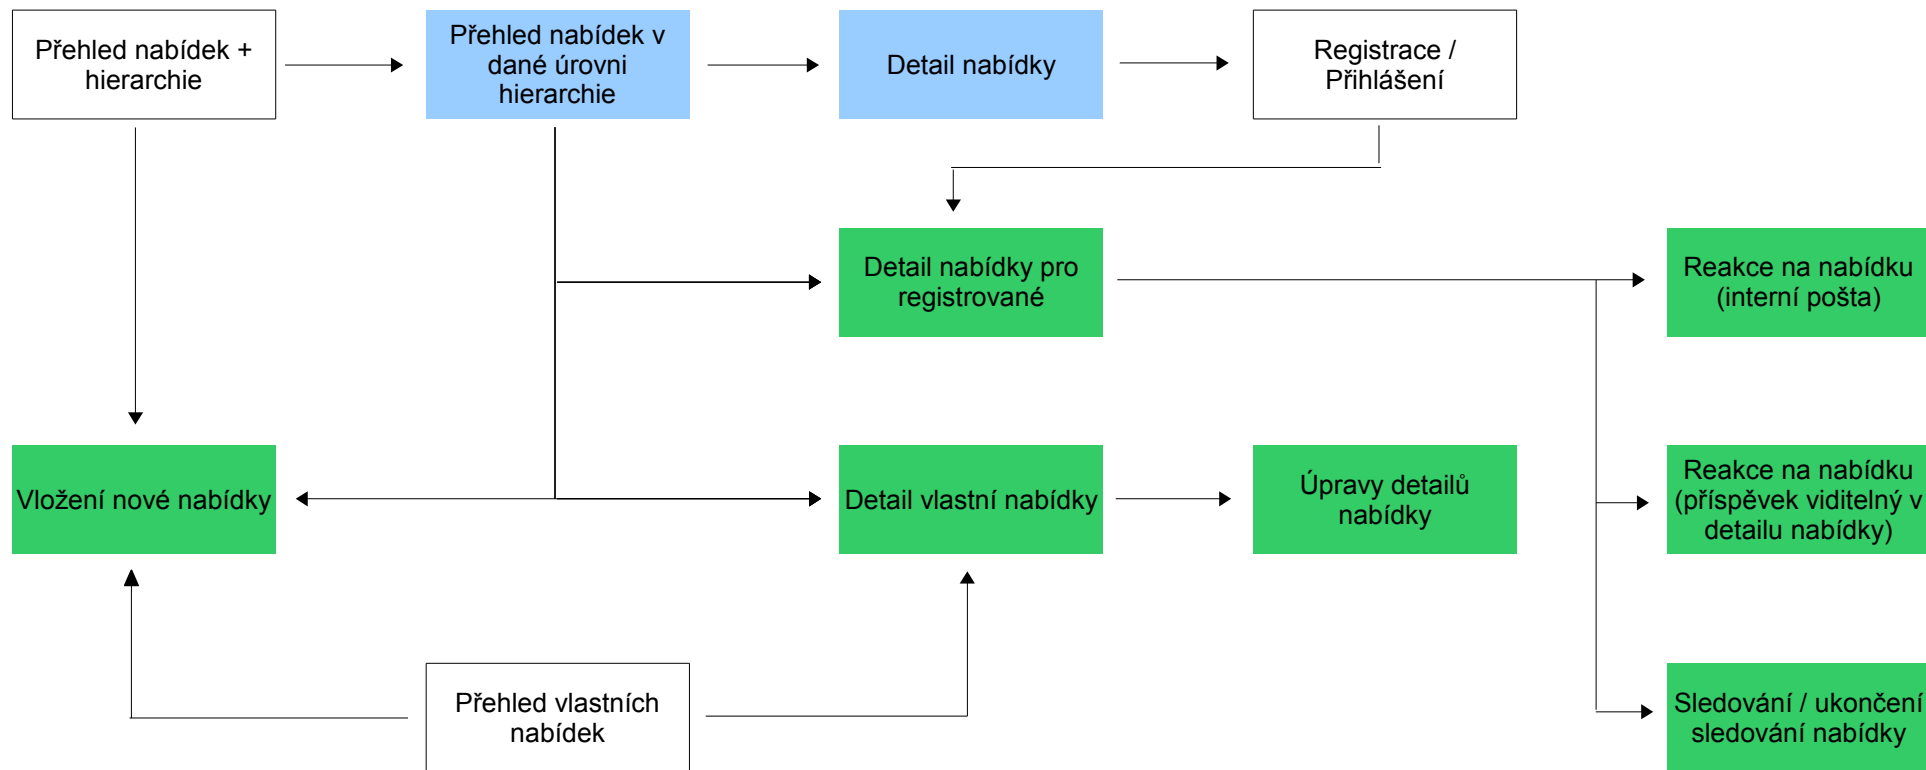 Přehled nabídek +
hierarchie
Přehled nabídek v
dané úrovni
hierarchie
Detail nabídky
Registrace /
Přihlášení
Detail nabídky pro
registrované
Reakce na nabídku
(interní pošta)
Vložení nové nabídky
Detail vlastní nabídky
Úpravy detailů
nabídky
Reakce na nabídku
(příspěvek viditelný v
detailu nabídky)
Přehled vlastních
nabídek
Sledování / ukončení
sledování nabídky